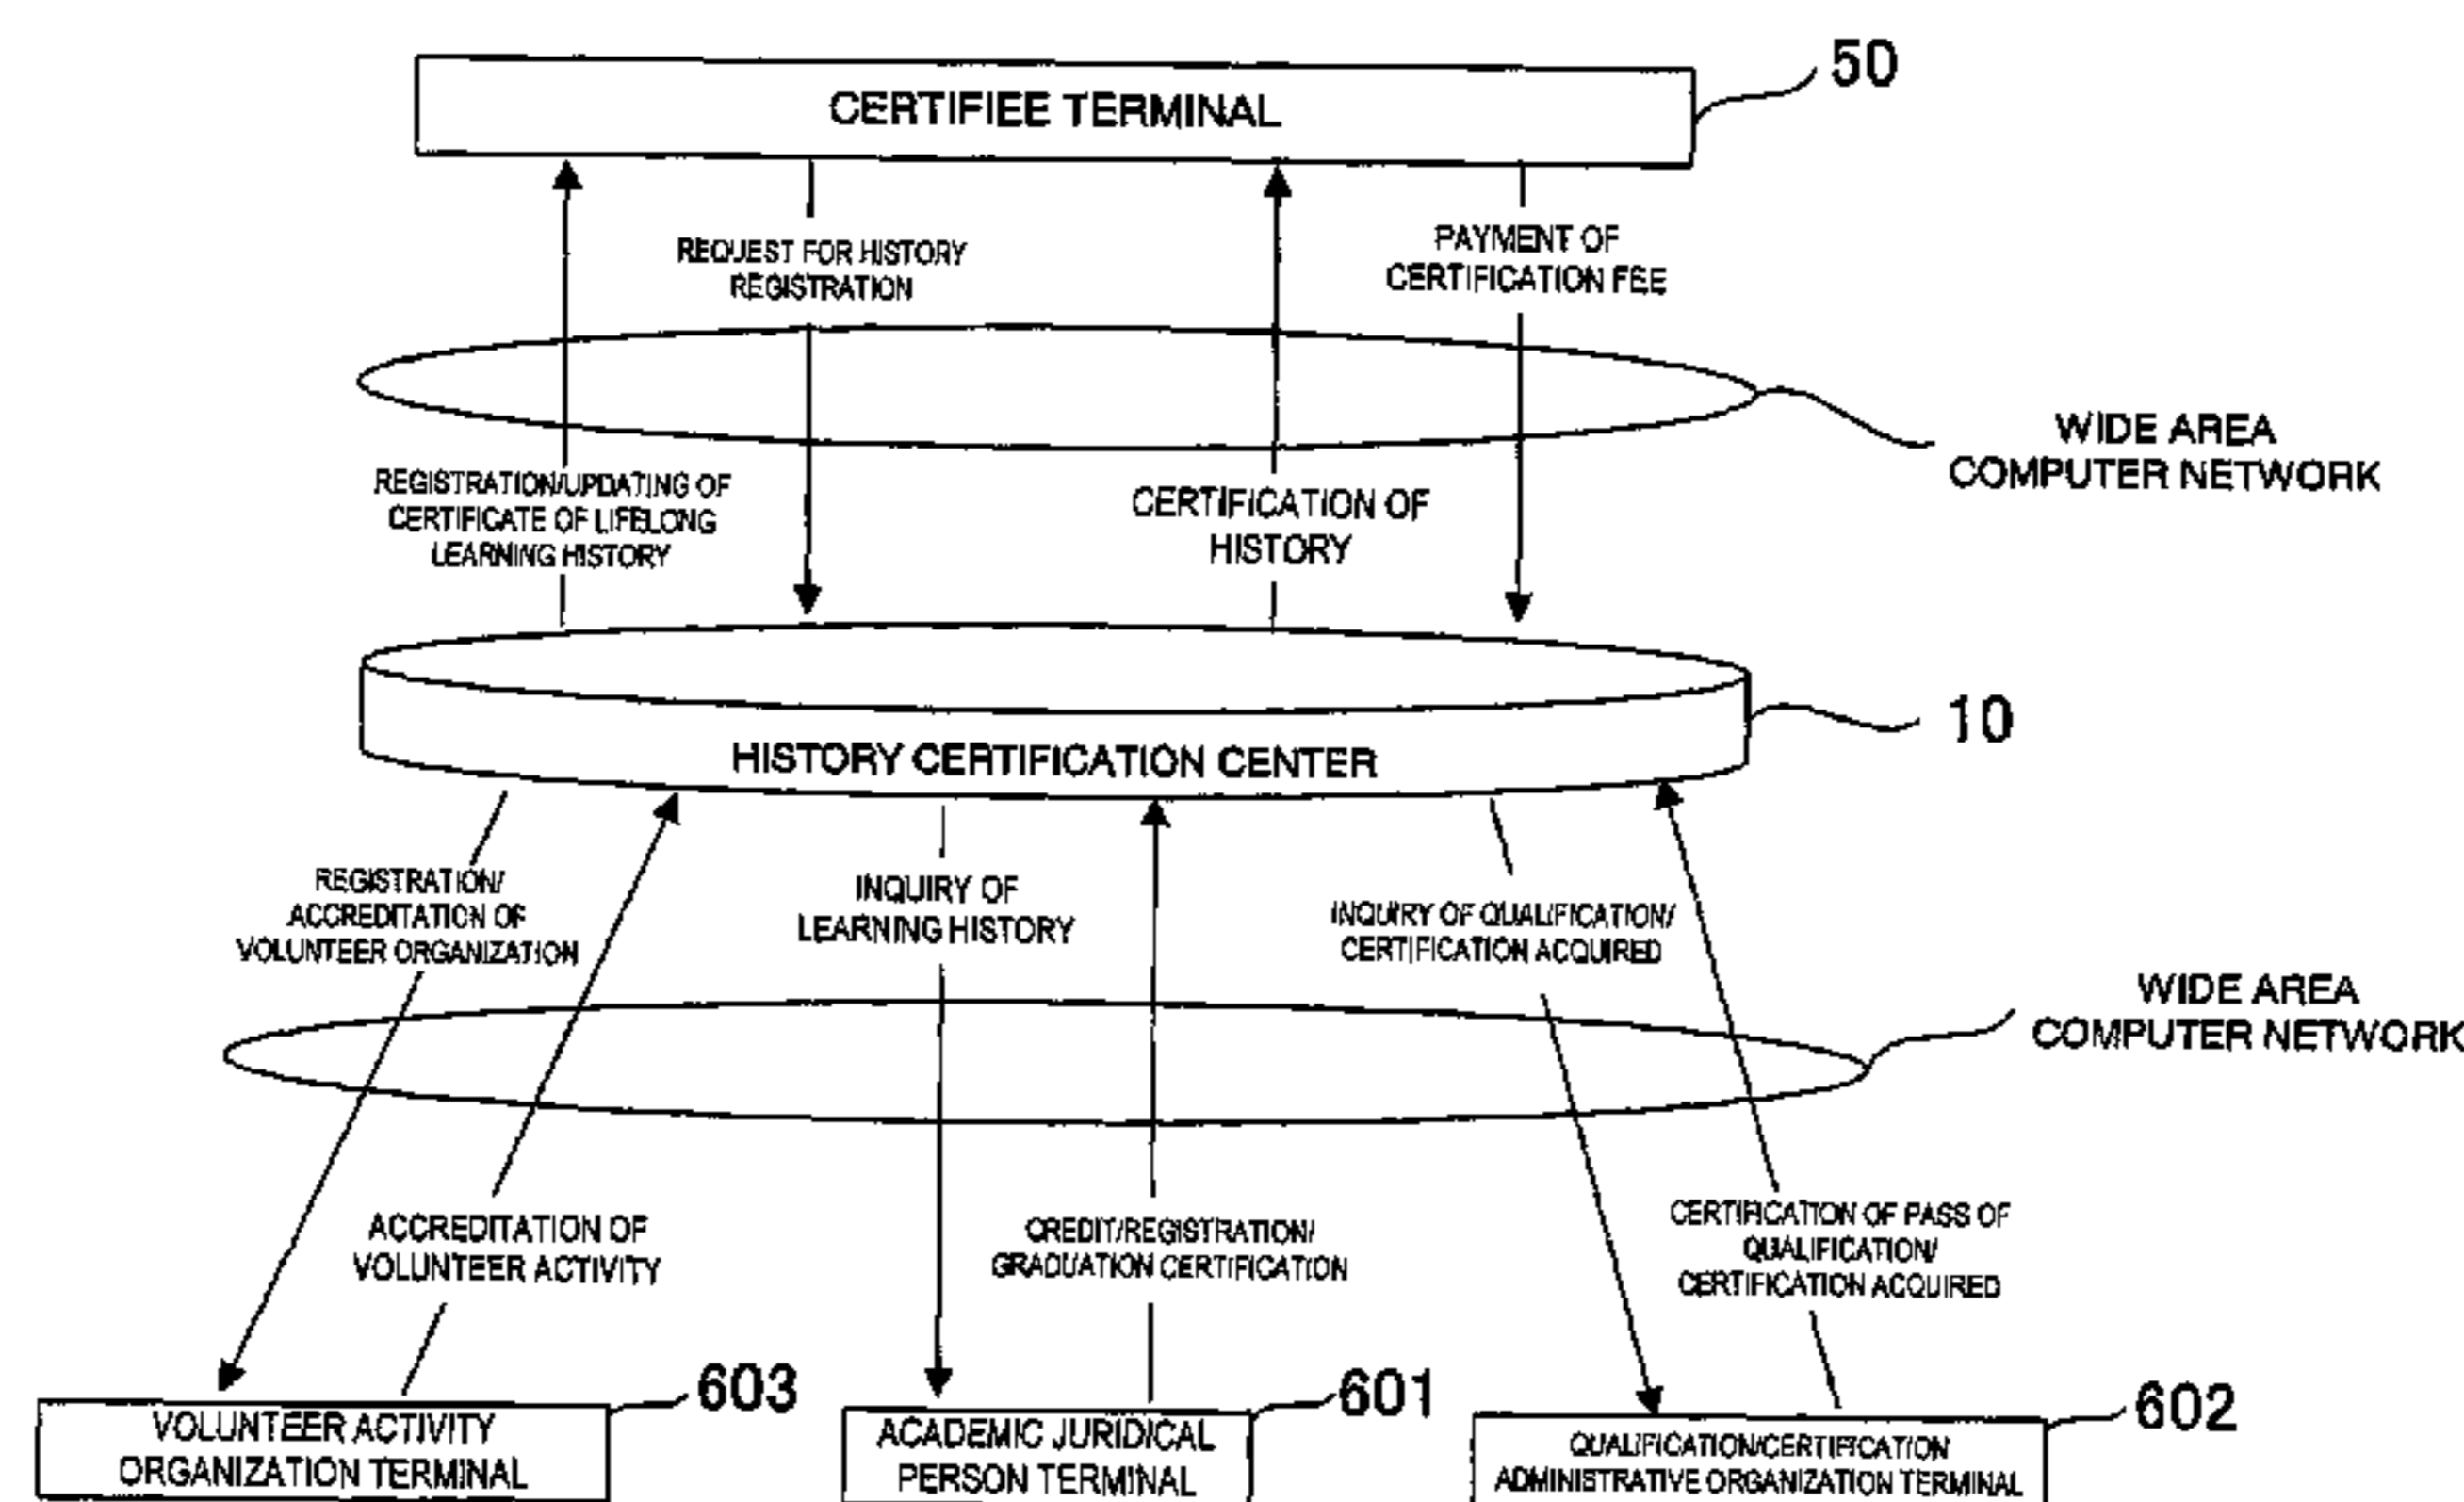 50
CERTIFIEE TERMINAL
REQUEST FOR HISTORY
REGISTRATION
PAYMENT OF
CERTIFICATION FEE
WIDE AREA
COMPUTER NETWORK
REGISTRATION/UPDATING OF
CERTIFICATE OF LIFELONG
LEARNING HISTORY
CERTIFICATION OF
HISTORY
10
HISTORY CERTIFICATION CENTER
REGISTRATION/
ACCREDITATION OF
VOLUNTEER ORGANIZATION
INQUIRY OF
LEARNING HISTORY
INQUIRY OF QUALIFICATION/
CERTIFICATION ACQUIRED
WIDE AREA
COMPUTER NETWORK
ACCREDITATION OF
VOLUNTEER ACTIVITY
CREDIT/REGISTRATION/
GRADUATION CERTIFICATION
CERTIFICATION OF PASS OF
QUALIFICATION/
CERTIFICATION ACQUIRED
603
VOLUNTEER ACTIVITY
ORGANIZATION TERMINAL
601
ACADEMIC JURIDICAL
PERSON TERMINAL
602
QUALIFICATION/CERTIFICATION
ADMINISTRATIVE ORGANIZATION TERMINAL